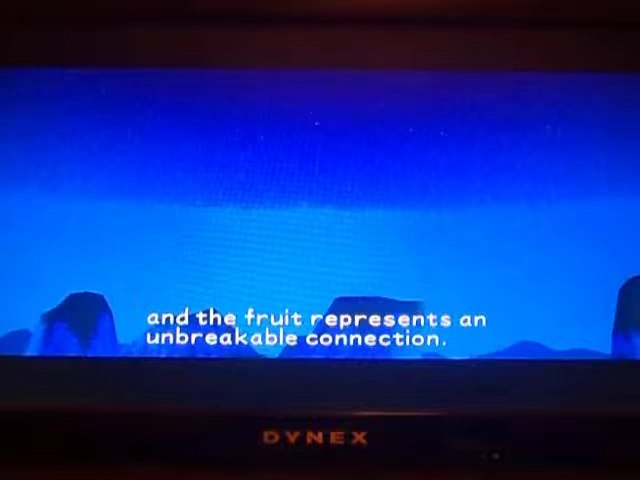 and the fruit represents an
unbreakable connection.
DYNEX